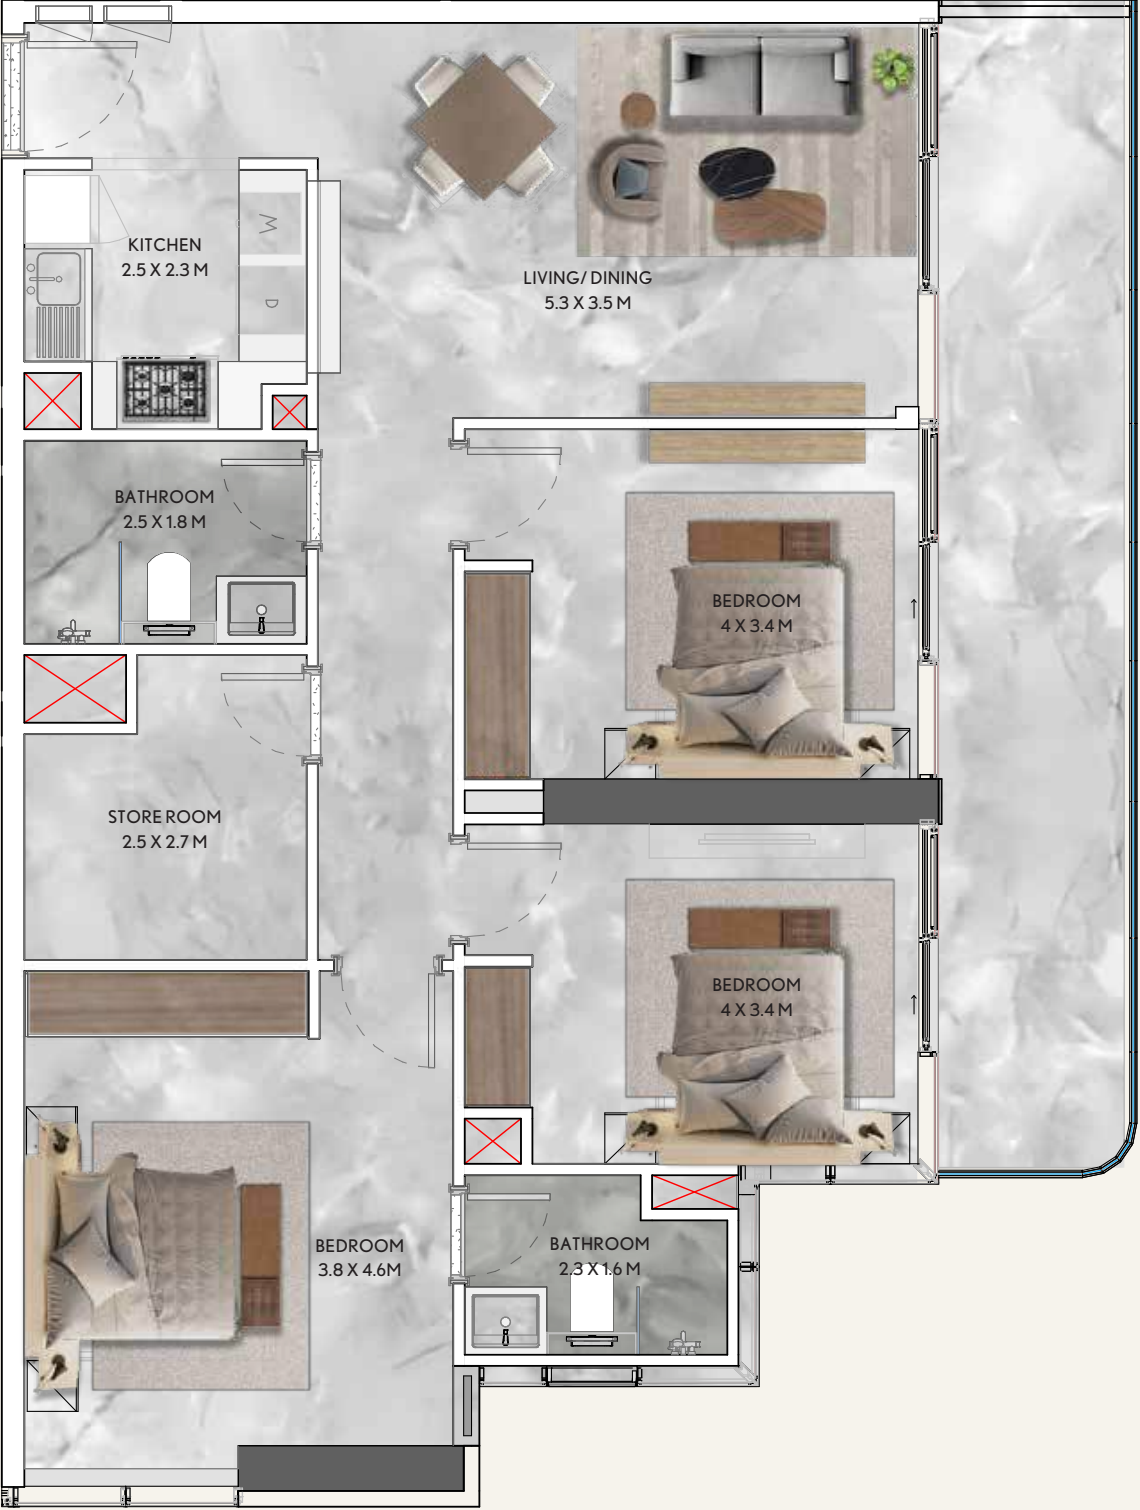 KITCHEN
2.5 X 2.3 M
M
D
LIVING/ DINING
5.3 X 3.5 M
BATHROOM
2.5 X 1.8 M
BEDROOM
4 X 3.4 M
STORE ROOM
2.5 X 2.7 M
BEDROOM
4 X 3.4 M
BEDROOM
3.8 X 4.6M
BATHROOM
2.3 X 1.6 M